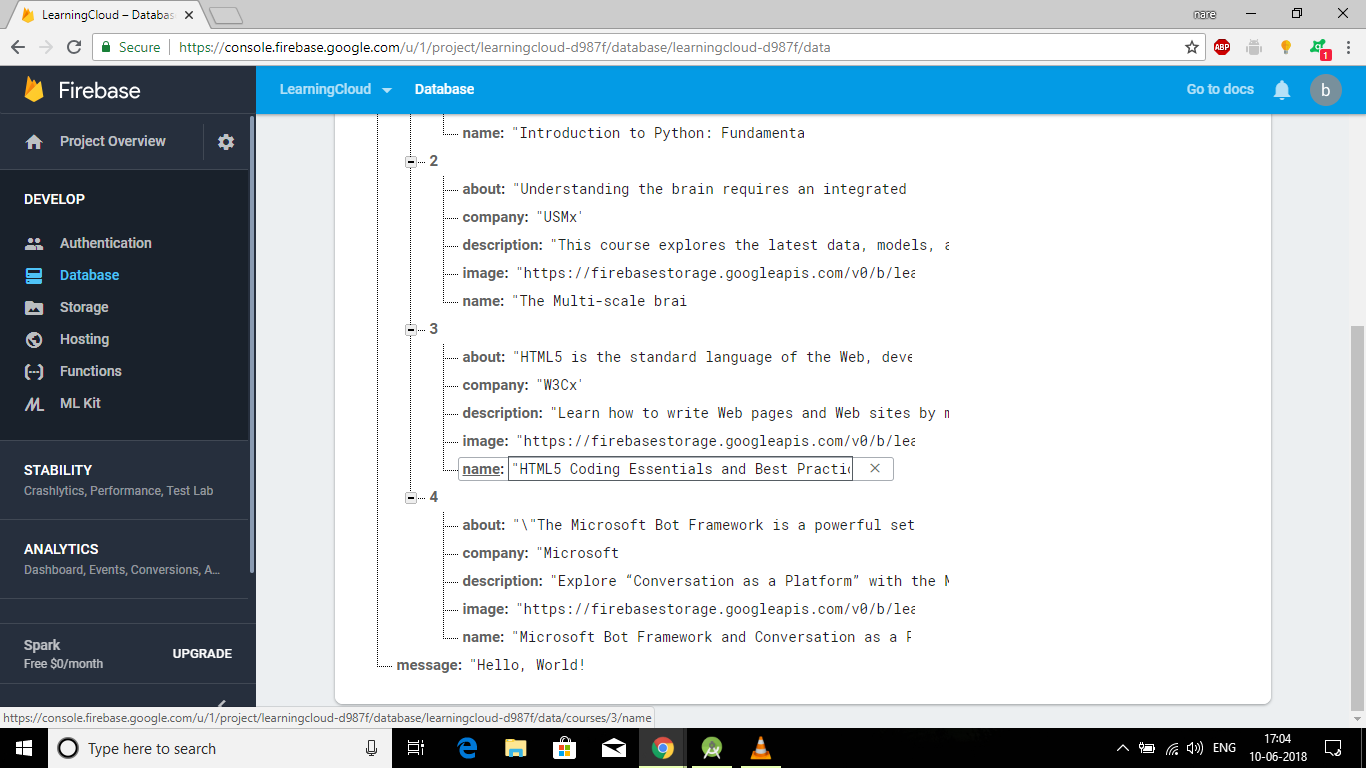 LearningCloud – Databas
nare
Secure
https://console.firebase.google.com/u/1/project/learningcloud-d987f/database/learningcloud-d987f/data
ABP
1
Firebase
LearningCloud
Database
Go to docs
b
Project Overview
DEVELOP
Authentication
Database
Storage
Hosting
Functions
ML Kit
STABILITY
Crashlytics, Performance, Test Lab
ANALYTICS
Dashboard, Events, Conversions, A...
Spark
Free $0/month
UPGRADE
name: "Introduction to Python: Fundamenta
2
about: "Understanding the brain requires an integrated
company: "USMx'
description: "This course explores the latest data, models, a
image: "https://firebasestorage.googleapis.com/v0/b/lea
name: "The Multi-scale brai
3
about: "HTML5 is the standard language of the Web, deve
company: "W3Cx'
description: "Learn how to write Web pages and Web sites by m
image: "https://firebasestorage.googleapis.com/v0/b/lea
name: "HTML5 Coding Essentials and Best Practic
4
about: "\"The Microsoft Bot Framework is a powerful set
company: "Microsoft
description: "Explore “Conversation as a Platform” with the M
image: "https://firebasestorage.googleapis.com/v0/b/lea
name: "Microsoft Bot Framework and Conversation as a P
message: "Hello, World!
https://console.firebase.google.com/u/1/project/learningcloud-d987f/database/learningcloud-d987f/data/courses/3/name
Type here to search
ENG
17:04
10-06-2018